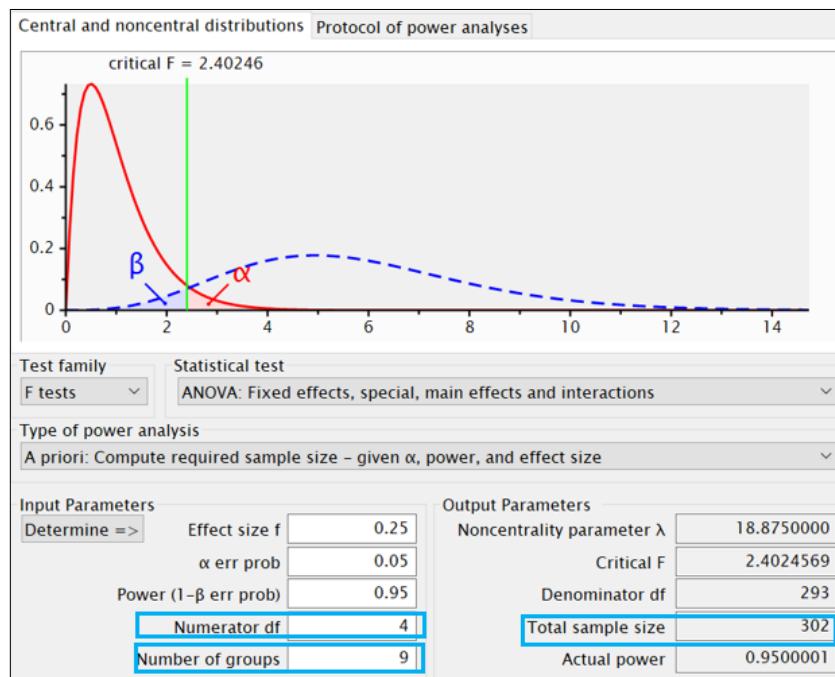 Central and noncentral distributions Protocol of power analyses
critical F = 2.40246
0.6
0.4
0.2
0
β
α
0 2 4 6 8 10 12 14
Test family Statistical test
F tests ANOVA: Fixed effects, special, main effects and interactions
Type of power analysis
A priori: Compute required sample size – given α, power, and effect size
Input Parameters Output Parameters
Determine => Effect size f 0.25 Noncentrality parameter λ 18.8750000
α err prob 0.05 Critical F 2.4024569
Power (1-β err prob) 0.95 Denominator df 293
Numerator df 4 Total sample size 302
Number of groups 9 Actual power 0.9500001